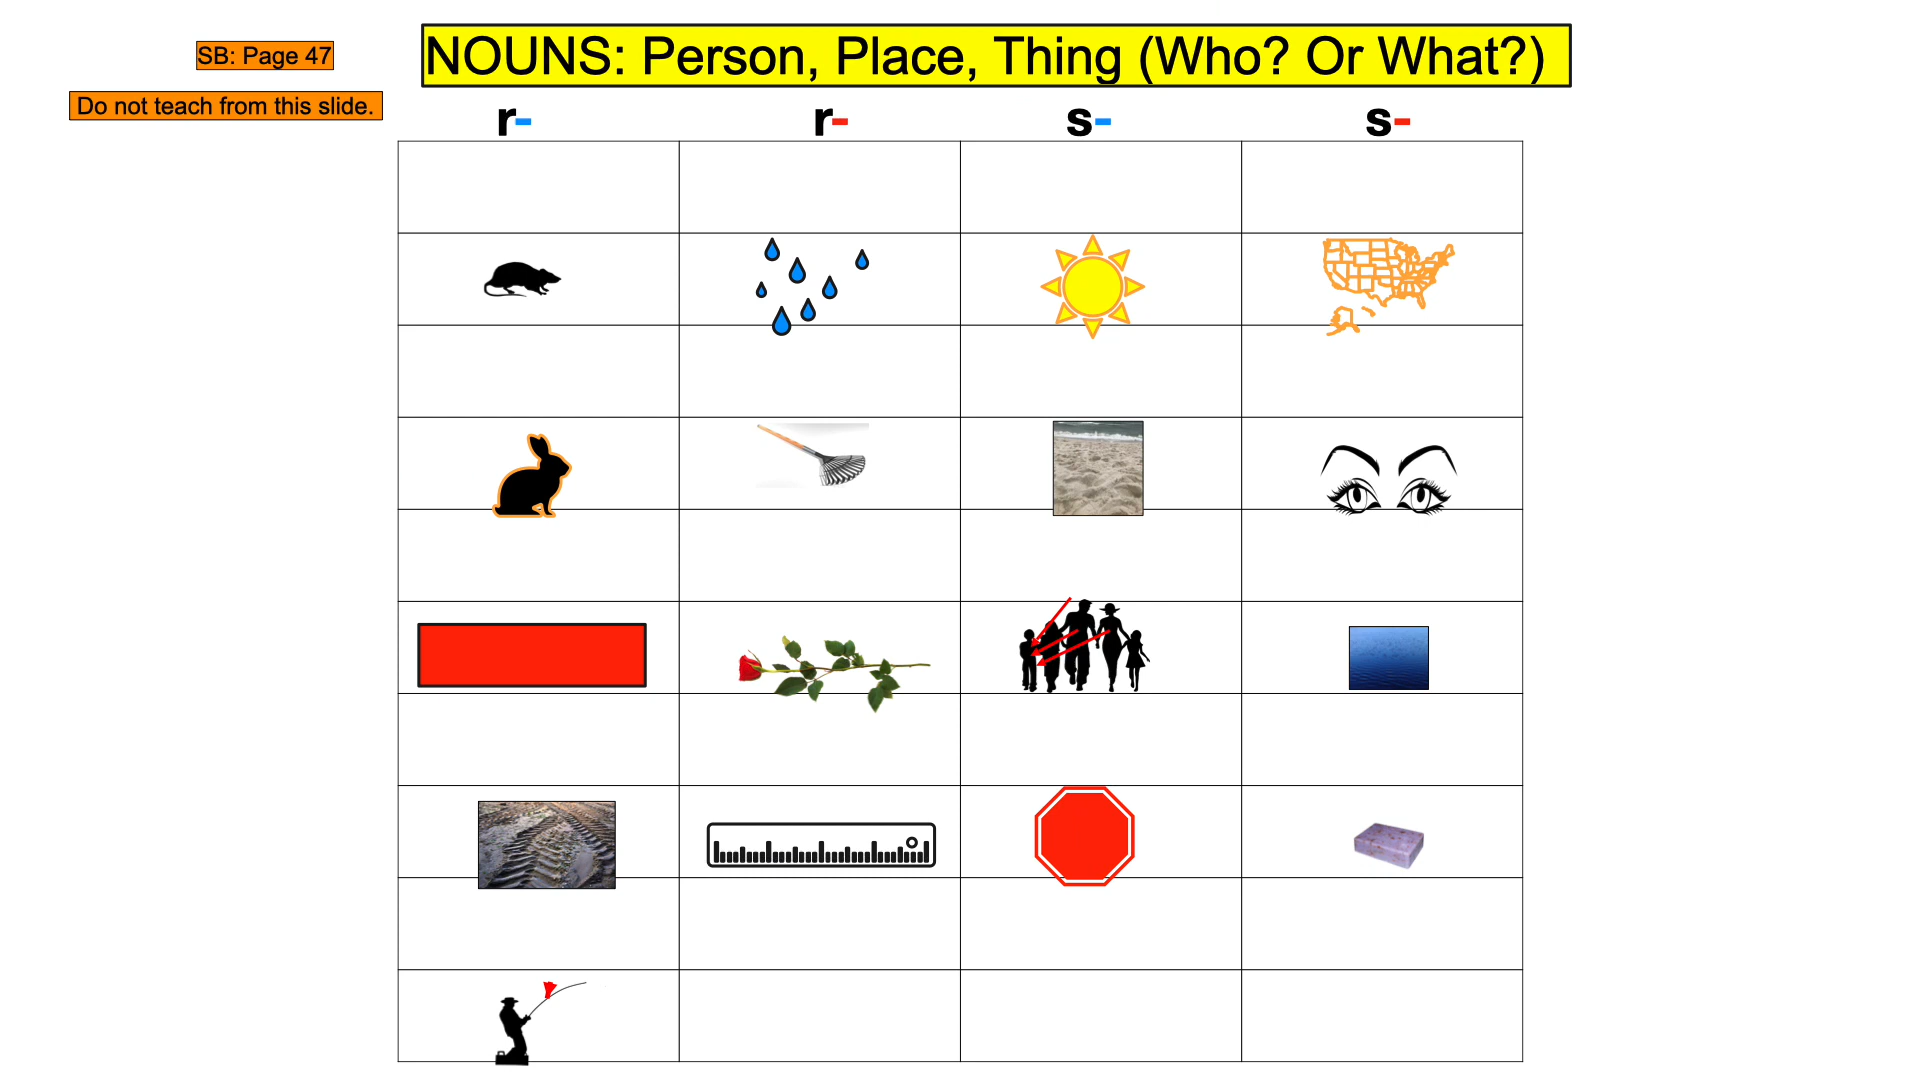 SB: Page 47
NOUNS: Person, Place, Thing (Who? Or What?)
Do not teach from this slide.
r- r- s- s-